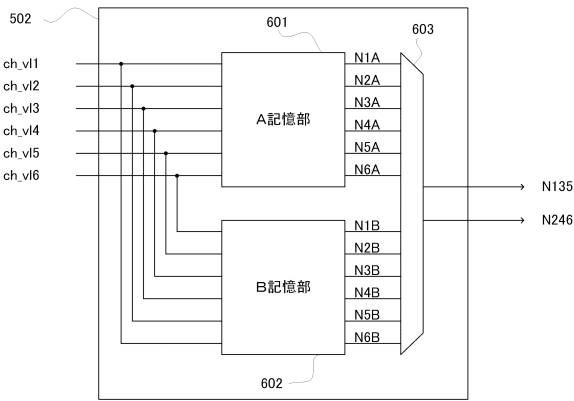 502
601
603
ch_vl1
ch_vl2
ch_vl3
ch_vl4
ch_vl5
ch_vl6
A記憶部
N1A
N2A
N3A
N4A
N5A
N6A
N135
N246
B記憶部
N1B
N2B
N3B
N4B
N5B
N6B
602